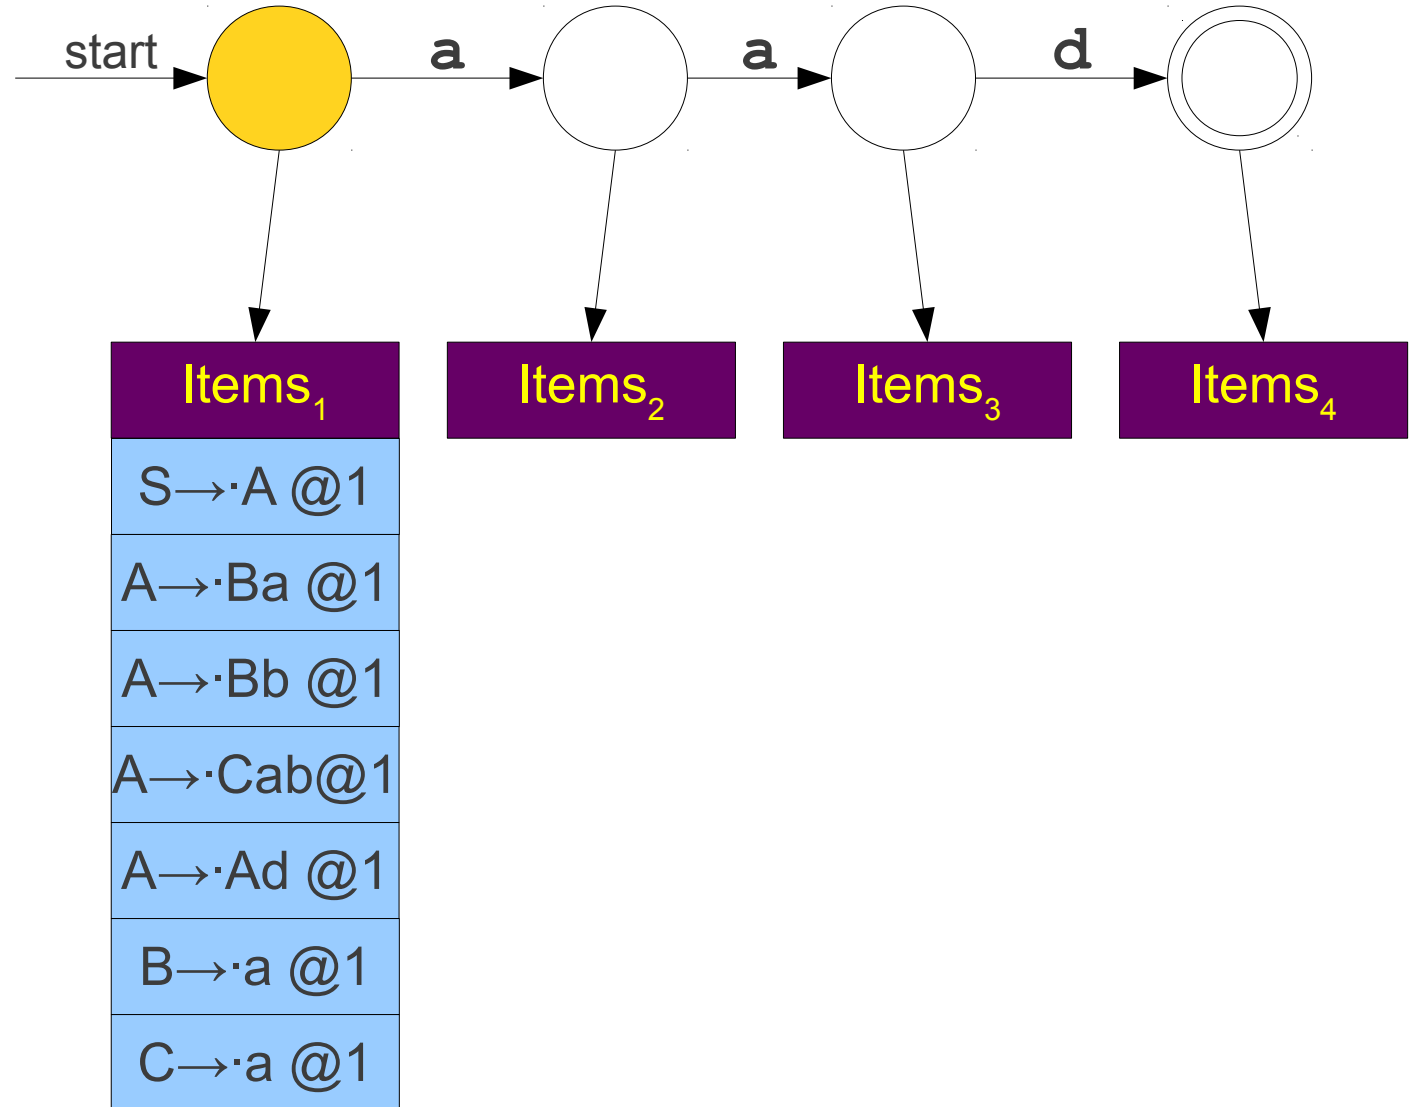 start a a d
Items₁ Items₂ Items₃ Items₄
S→·A @1
A→·Ba @1
A→·Bb @1
A→·Cab@1
A→·Ad @1
B→·a @1
C→·a @1